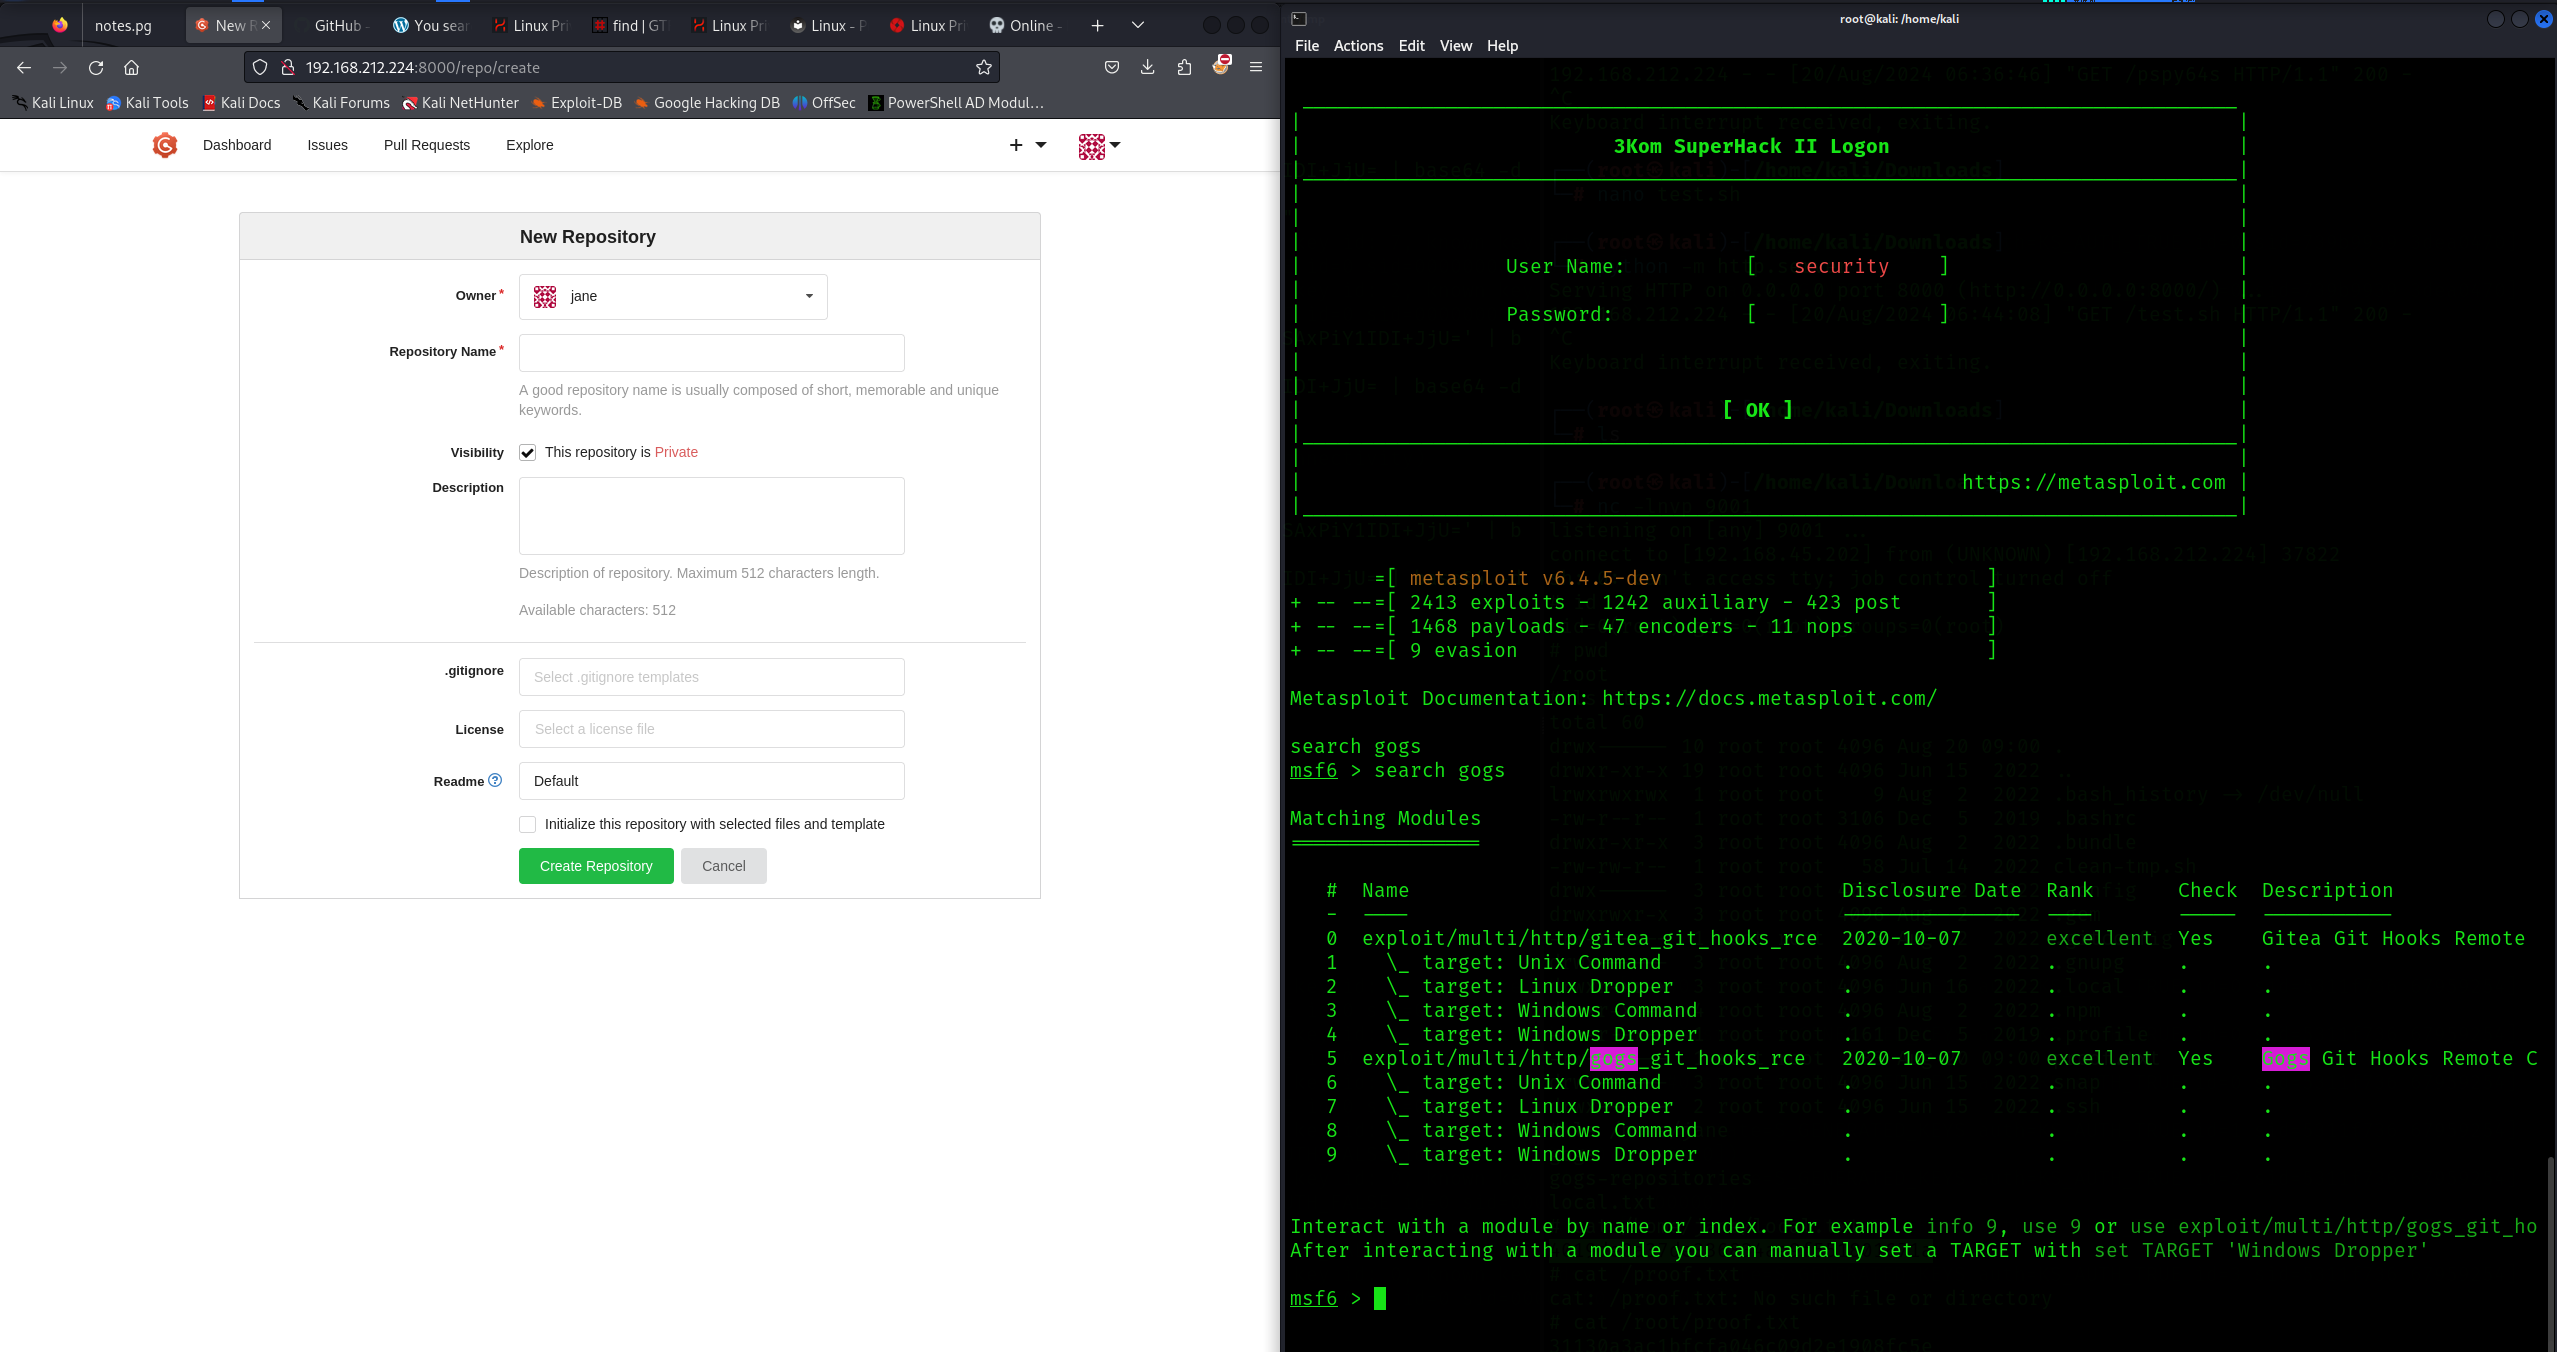 notes.pg
New R
GitHub -
You sear
Linux Pri
find | GT
Linux Pri
Linux - P
Linux Pri
Online -
192.168.212.224:8000/repo/create
Kali Linux
Kali Tools
Kali Docs
Kali Forums
Kali NetHunter
Exploit-DB
Google Hacking DB
OffSec
PowerShell AD Modul…
Dashboard
Issues
Pull Requests
Explore
New Repository
Owner *
jane
Repository Name *
A good repository name is usually composed of short, memorable and unique
keywords.
Visibility
This repository is Private
Description
Description of repository. Maximum 512 characters length.
Available characters: 512
.gitignore
Select .gitignore templates
License
Select a license file
Readme
Default
Initialize this repository with selected files and template
Create Repository
Cancel
root@kali: /home/kali
File Actions Edit View Help
3Kom SuperHack II Logon
User Name: [ security ]
Password: [ ]
[ OK ]
https://metasploit.com
=[ metasploit v6.4.5-dev ]
+ -- --=[ 2413 exploits - 1242 auxiliary - 423 post ]
+ -- --=[ 1468 payloads - 47 encoders - 11 nops ]
+ -- --=[ 9 evasion ]
Metasploit Documentation: https://docs.metasploit.com/
search gogs
msf6 > search gogs
Matching Modules
================
# Name Disclosure Date Rank Check Description
- ---- --------------- ---- ----- -----------
0 exploit/multi/http/gitea_git_hooks_rce 2020-10-07 excellent Yes Gitea Git Hooks Remote
1 \_ target: Unix Command . . . .
2 \_ target: Linux Dropper . . . .
3 \_ target: Windows Command . . . .
4 \_ target: Windows Dropper . . . .
5 exploit/multi/http/gogs_git_hooks_rce 2020-10-07 excellent Yes Gogs Git Hooks Remote C
6 \_ target: Unix Command . . . .
7 \_ target: Linux Dropper . . . .
8 \_ target: Windows Command . . . .
9 \_ target: Windows Dropper . . . .
Interact with a module by name or index. For example info 9, use 9 or use exploit/multi/http/gogs_git_ho
After interacting with a module you can manually set a TARGET with set TARGET 'Windows Dropper'
msf6 >